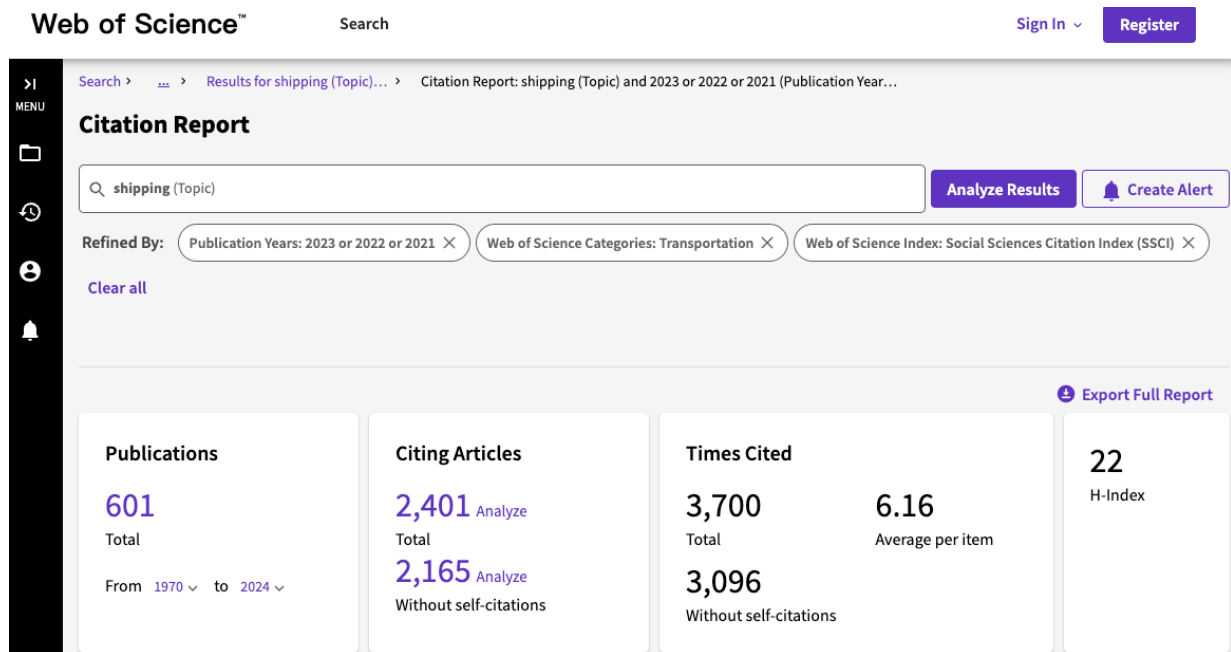 Web of Science™ Search Sign In Register
MENU
Search > ... > Results for shipping (Topic)... > Citation Report: shipping (Topic) and 2023 or 2022 or 2021 (Publication Year...
Citation Report
shipping (Topic) Analyze Results Create Alert
Refined By: Publication Years: 2023 or 2022 or 2021 Web of Science Categories: Transportation Web of Science Index: Social Sciences Citation Index (SSCI)
Clear all
Export Full Report
Publications
601
Total
From 1970 to 2024
Citing Articles
2,401 Analyze
Total
2,165 Analyze
Without self-citations
Times Cited
3,700
Total
6.16
Average per item
3,096
Without self-citations
22
H-Index